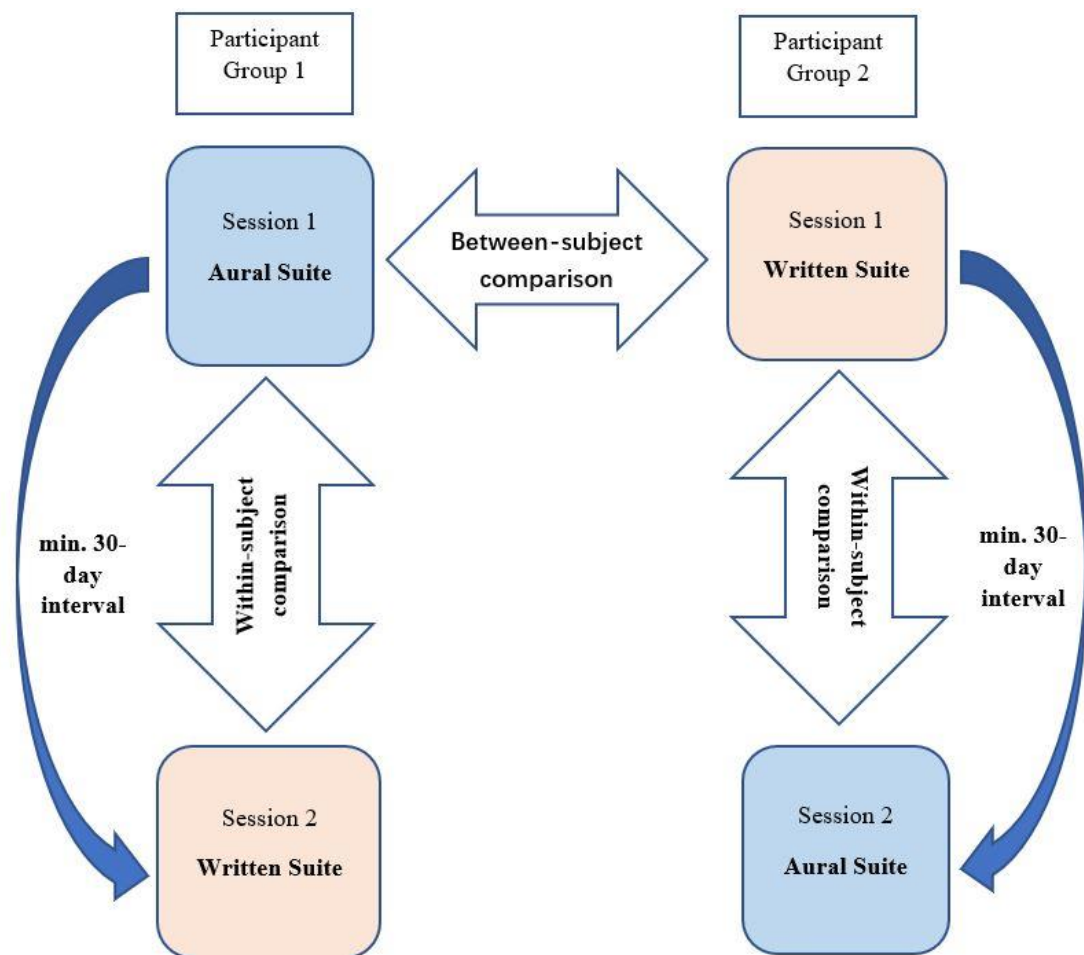 Participant
Group 1
Participant
Group 2
Session 1
Aural Suite
Between-subject
comparison
Session 1
Written Suite
min. 30-
day
interval
Within-subject
comparison
Within-subject
comparison
min. 30-
day
interval
Session 2
Written Suite
Session 2
Aural Suite